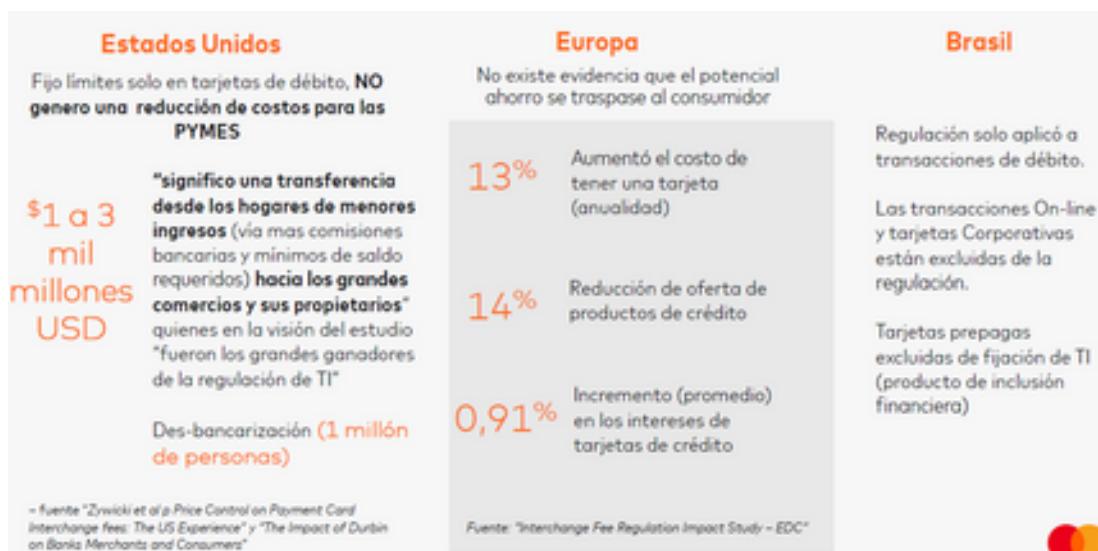 Estados Unidos
Fijo límites solo en tarjetas de débito, NO
genero una reducción de costos para las
PYMES
$1 a 3
mil
millones
USD
"significo una transferencia
desde los hogares de menores
ingresos (vía mas comisiones
bancarias y mínimos de saldo
requeridos) hacia los grandes
comercios y sus propietarios"
quienes en la visión del estudio
"fueron los grandes ganadores
de la regulación de TI"
Des-bancarización (1 millón
de personas)
– fuente "Zywicki et al p Price Control on Payment Card
Interchange fees: The US Experience" y "The Impact of Durbin
on Banks Merchants and Consumers"
Europa
No existe evidencia que el potencial
ahorro se traspase al consumidor
13%
Aumentó el costo de
tener una tarjeta
(anualidad)
14%
Reducción de oferta de
productos de crédito
0,91%
Incremento (promedio)
en los intereses de
tarjetas de crédito
Fuente: "Interchange Fee Regulation Impact Study – EDC"
Brasil
Regulación solo aplicó a
transacciones de débito.
Las transacciones On-line
y tarjetas Corporativas
están excluidas de la
regulación.
Tarjetas prepagas
excluidas de fijación de TI
(producto de inclusión
financiera)